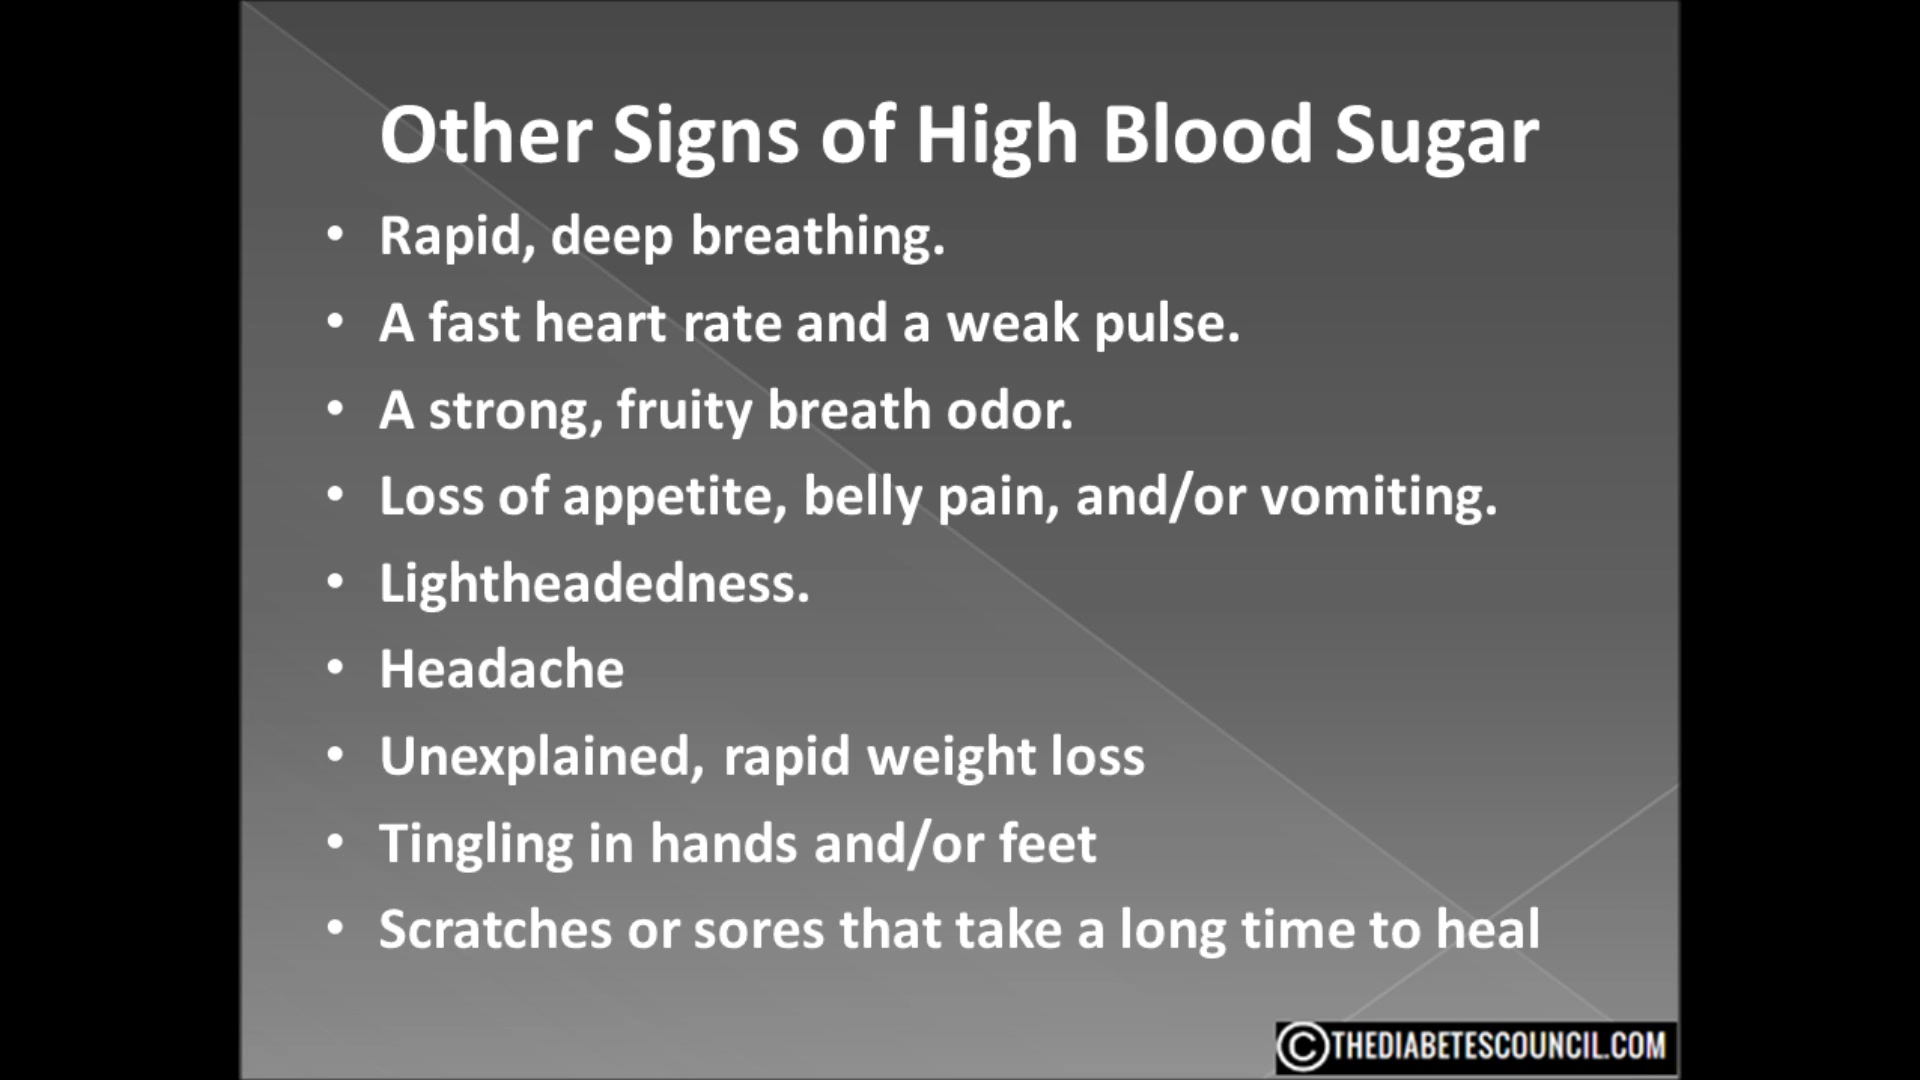 Other Signs of High Blood Sugar
• Rapid, deep breathing.
• A fast heart rate and a weak pulse.
• A strong, fruity breath odor.
• Loss of appetite, belly pain, and/or vomiting.
• Lightheadedness.
• Headache
• Unexplained, rapid weight loss
• Tingling in hands and/or feet
• Scratches or sores that take a long time to heal
© THEDIABETESCOUNCIL.COM